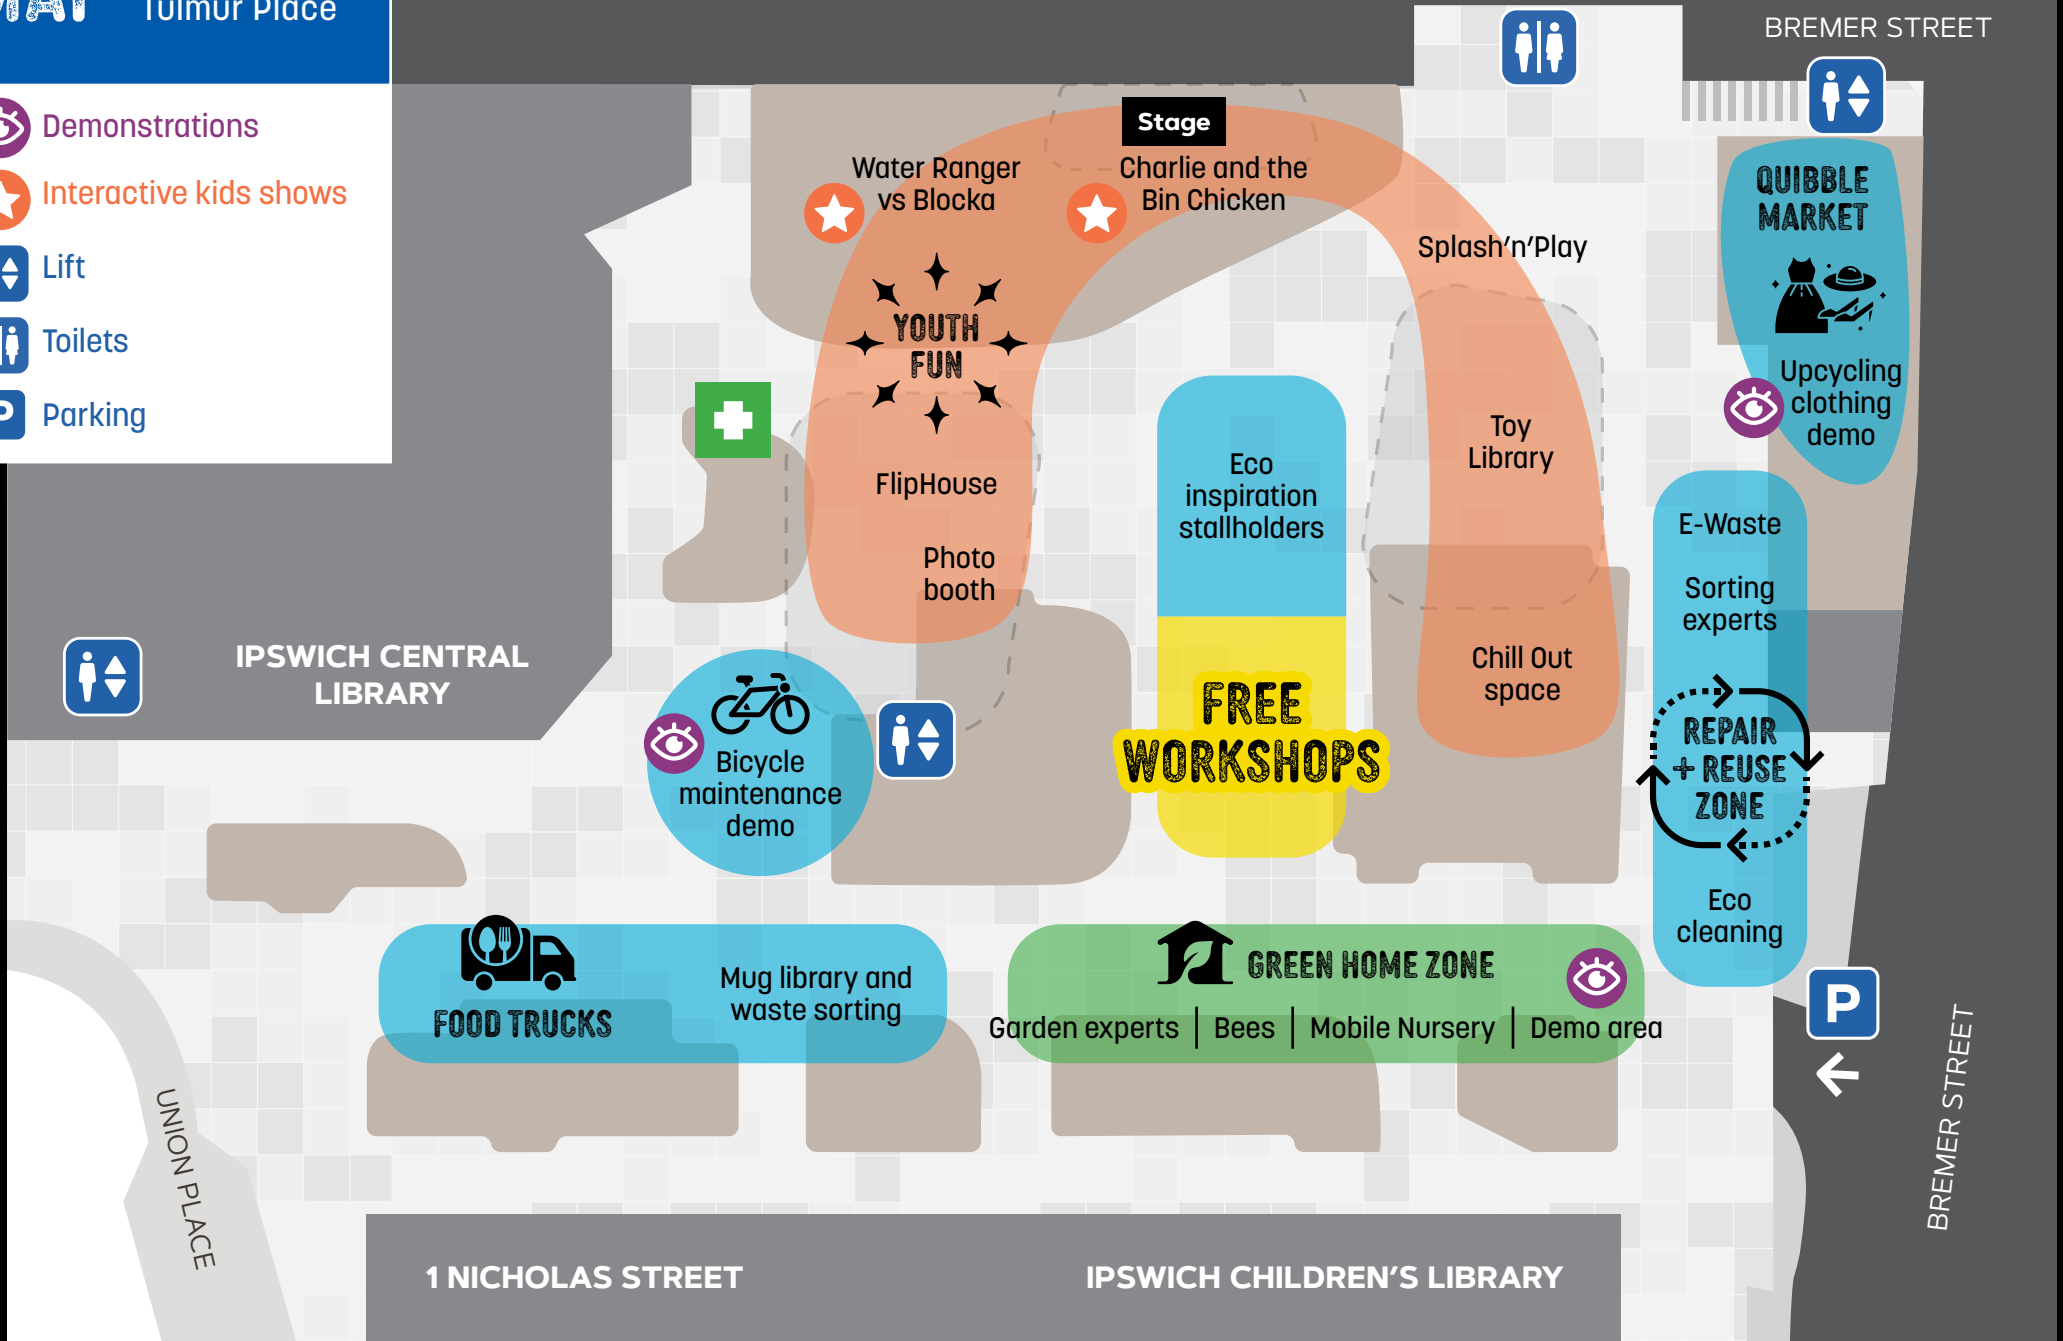 Tulmur Place
Demonstrations
Interactive kids shows
Lift
Toilets
P
Parking
BREMER STREET
Stage
Water Ranger
vs Blocka
Charlie and the
Bin Chicken
Splash'n'Play
QUIBBLE
MARKET
Upcycling
clothing
demo
YOUTH
FUN
FlipHouse
Photo
booth
Eco
inspiration
stallholders
Toy
Library
E-Waste
Sorting
experts
IPSWICH CENTRAL
LIBRARY
Chill Out
space
FREE
WORKSHOPS
REPAIR
+ REUSE
ZONE
Eco
cleaning
Bicycle
maintenance
demo
FOOD TRUCKS
Mug library and
waste sorting
GREEN HOME ZONE
Garden experts | Bees | Mobile Nursery | Demo area
P
BREMER STREET
UNION PLACE
1 NICHOLAS STREET
IPSWICH CHILDREN'S LIBRARY